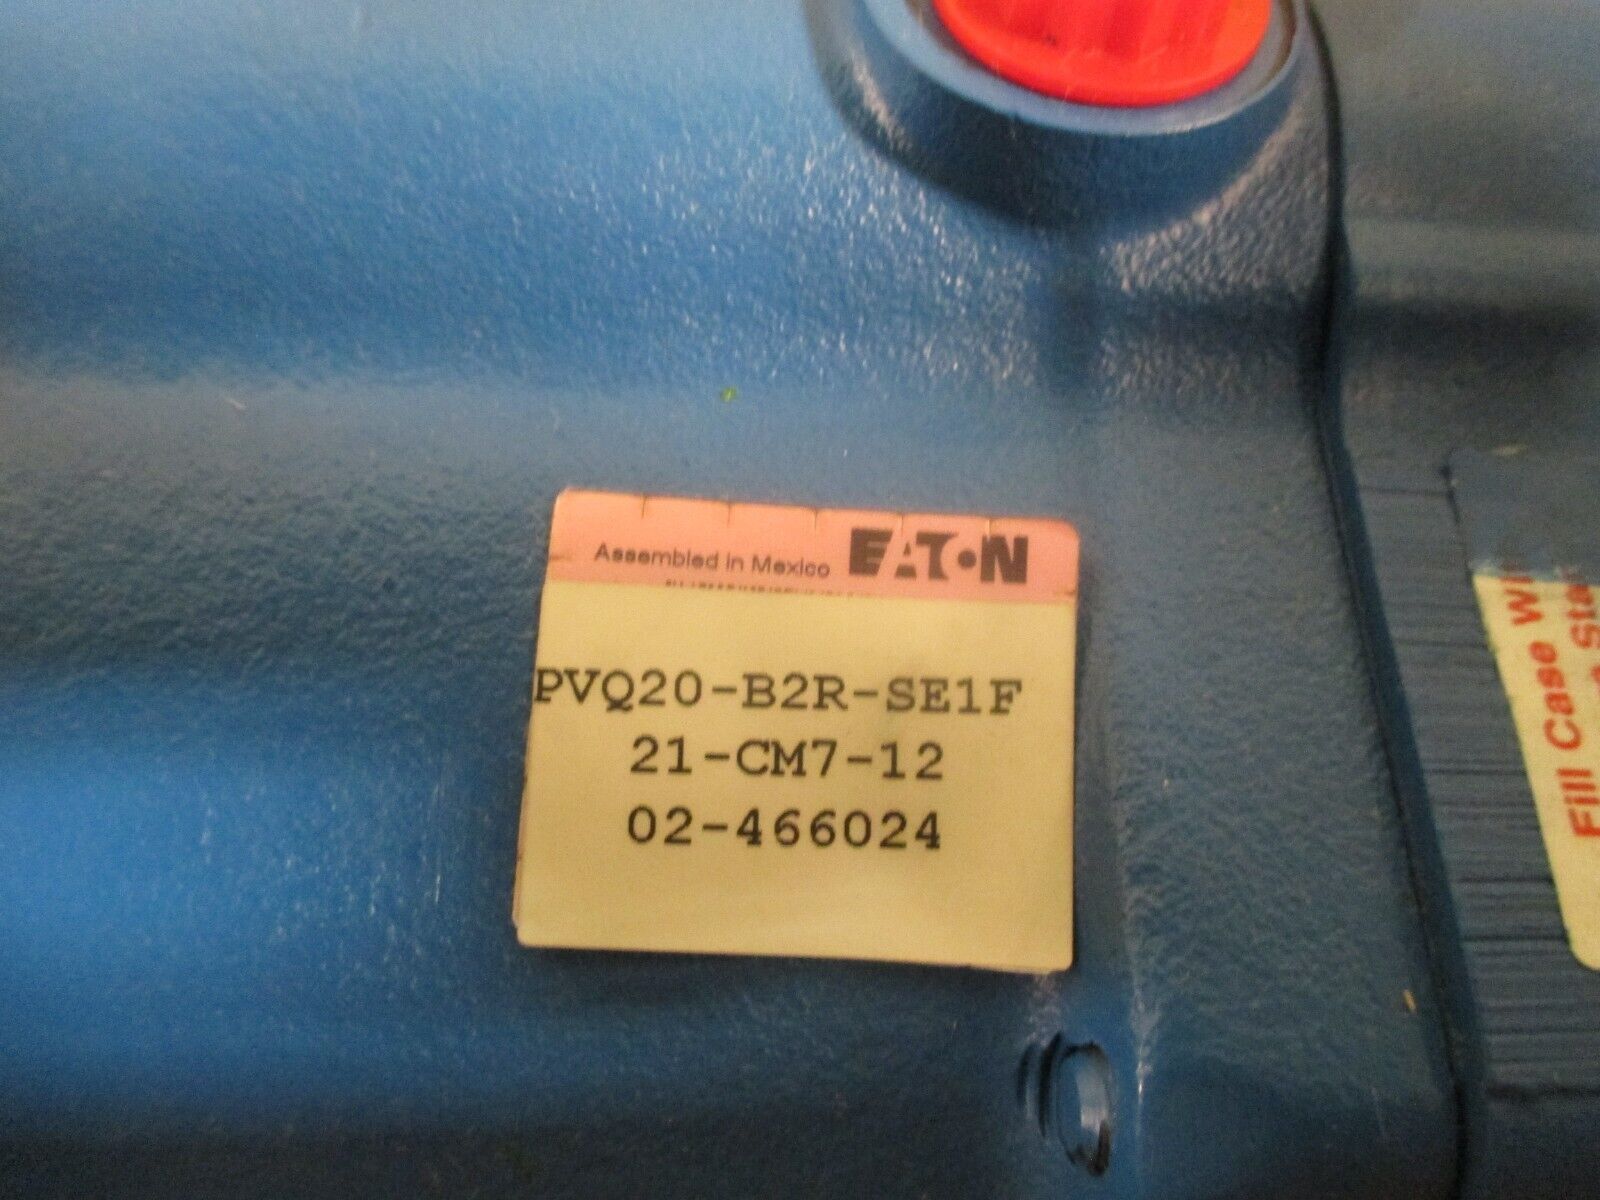 Assembled in Mexico EATON
PVQ20-B2R-SE1F
21-CM7-12
02-466024
Fill Case